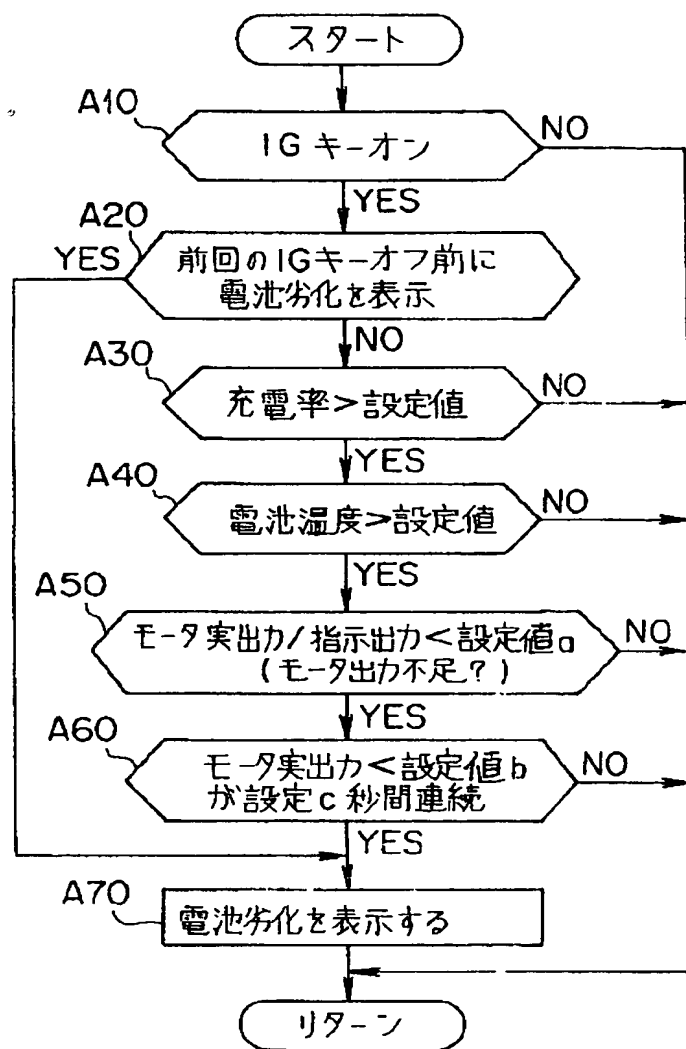 スタート
A10
IGキーオン
NO
YES
A20
YES
前回のIGキーオフ前に
電池劣化を表示
NO
A30
充電率>設定値
NO
YES
A40
電池温度>設定値
NO
YES
A50
モータ実出力/指示出力<設定値a
(モータ出力不足?)
NO
YES
A60
モータ実出力<設定値b
が設定c秒間連続
NO
YES
A70
電池劣化を表示する
リターン